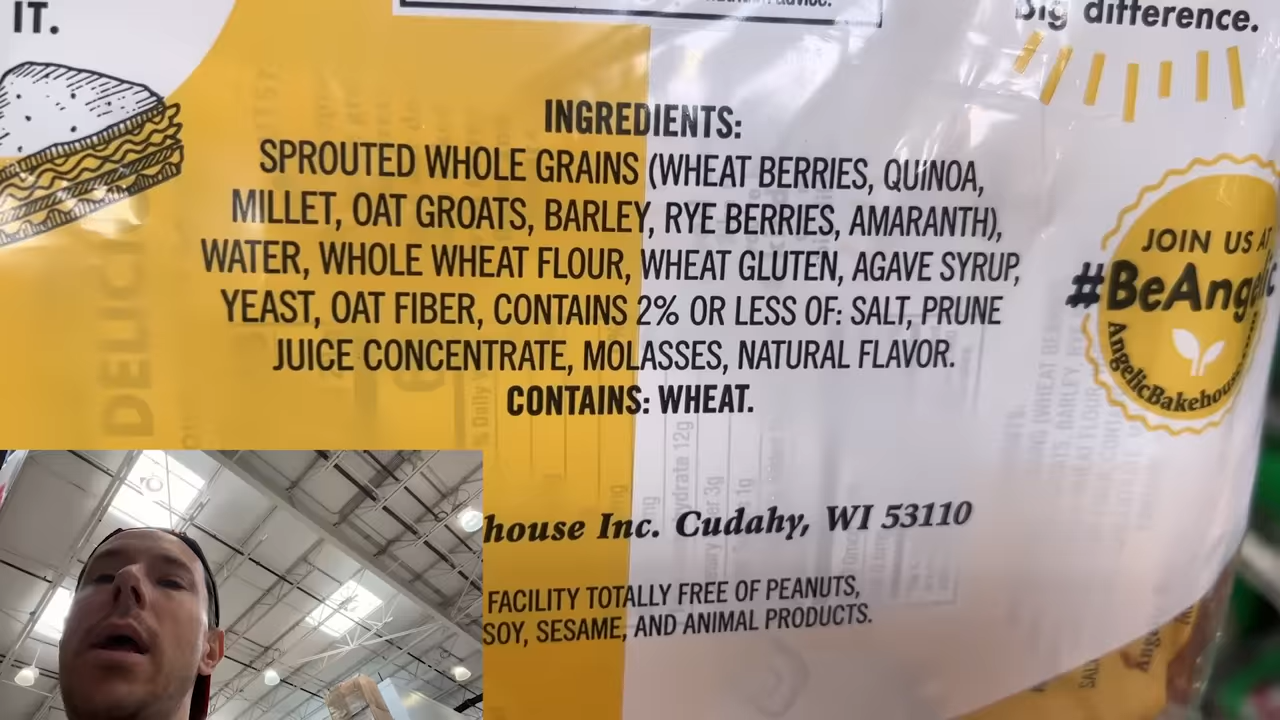 IT.
advice.
Big difference.
INGREDIENTS:
SPROUTED WHOLE GRAINS (WHEAT BERRIES, QUINOA,
MILLET, OAT GROATS, BARLEY, RYE BERRIES, AMARANTH),
WATER, WHOLE WHEAT FLOUR, WHEAT GLUTEN, AGAVE SYRUP,
YEAST, OAT FIBER, CONTAINS 2% OR LESS OF: SALT, PRUNE
JUICE CONCENTRATE, MOLASSES, NATURAL FLAVOR.
CONTAINS: WHEAT.
JOIN US AT
#BeAngelic
AngelicBakehouse
DELICIO
house Inc. Cudahy, WI 53110
FACILITY TOTALLY FREE OF PEANUTS,
SOY, SESAME, AND ANIMAL PRODUCTS.